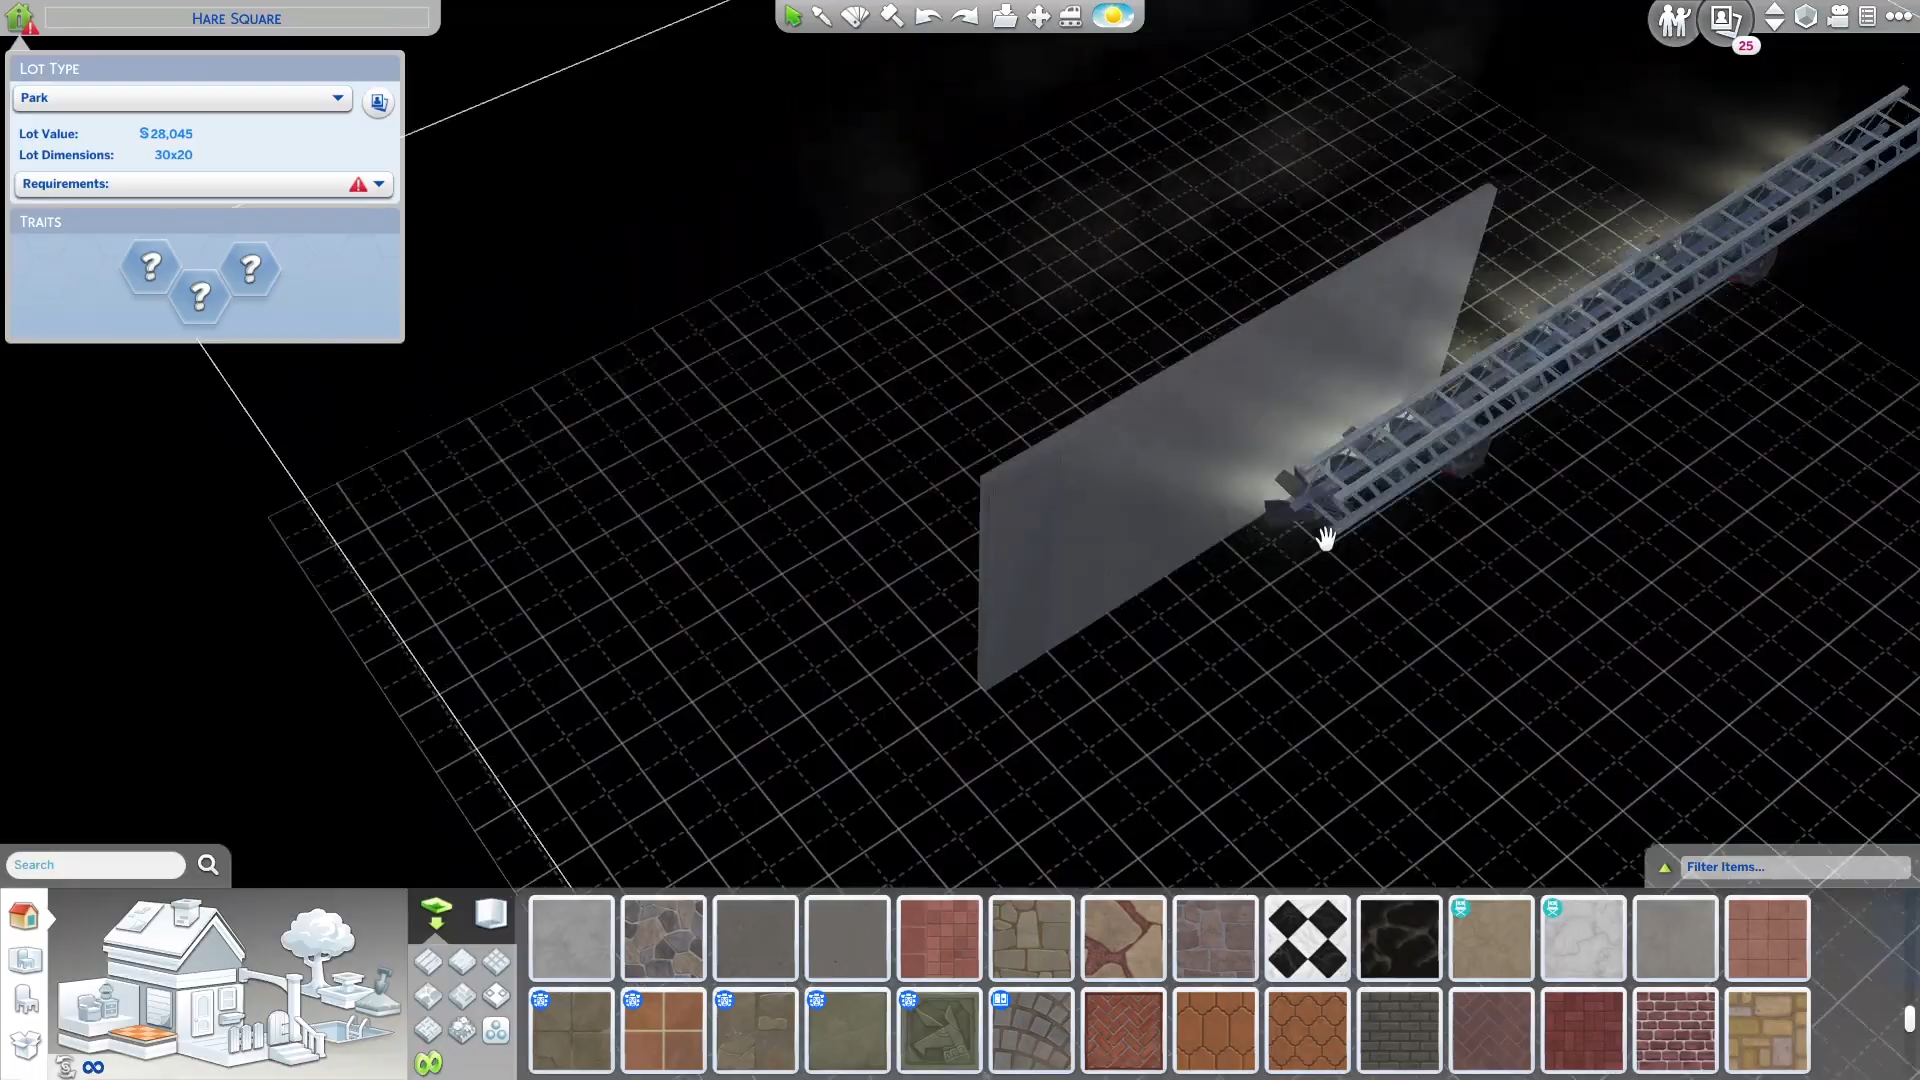 Hare Square
25
Lot Type
Park
Lot Value: §28,045
Lot Dimensions: 30x20
Requirements:
Traits
? ? ?
Search
Filter Items...